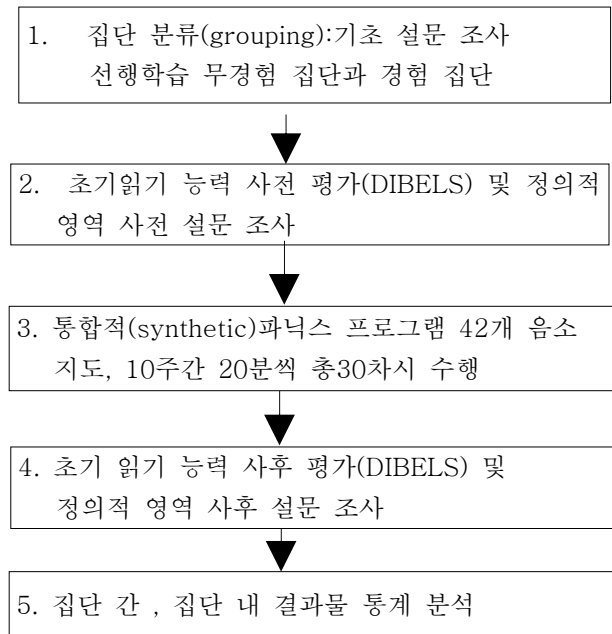 1. 집단 분류(grouping):기초 설문 조사
선행학습 무경험 집단과 경험 집단
2. 초기읽기 능력 사전 평가(DIBELS) 및 정의적
영역 사전 설문 조사
3. 통합적(synthetic)파닉스 프로그램 42개 음소
지도, 10주간 20분씩 총30차시 수행
4. 초기 읽기 능력 사후 평가(DIBELS) 및
정의적 영역 사후 설문 조사
5. 집단 간 , 집단 내 결과물 통계 분석